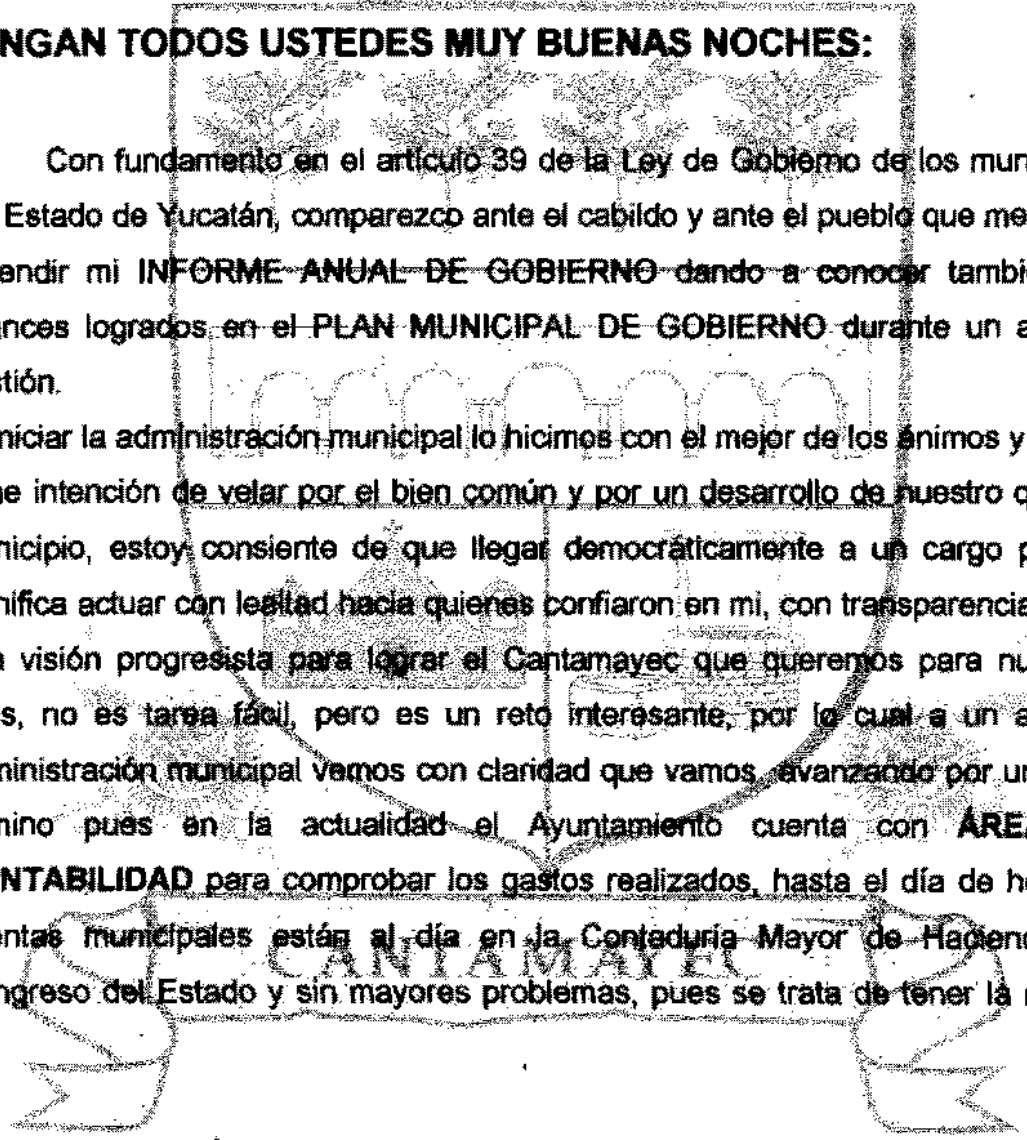 NGAN TODOS USTEDES MUY BUENAS NOCHES:
Con fundamento en el artículo 39 de la Ley de Gobierno de los mun
Estado de Yucatán, comparezco ante el cabildo y ante el pueblo que me
endir mi INFORME ANUAL DE GOBIERNO dando a conocer tambi
nces logrados en el PLAN MUNICIPAL DE GOBIERNO durante un a
stión.
niciar la administración municipal lo hicimos con el mejor de los ánimos y
ne intención de velar por el bien común y por un desarrollo de nuestro q
nicipio, estoy consiente de que llegar democráticamente a un cargo p
nifica actuar con lealtad hacia quienes confiaron en mi, con transparencia
a visión progresista para lograr el Cantamayec que queremos para nu
s, no es tarea fácil, pero es un reto interesante, por lo cual a un a
ministración municipal vemos con claridad que vamos avanzando por un
mino pues en la actualidad el Ayuntamiento cuenta con ÁRE
NTABILIDAD para comprobar los gastos realizados, hasta el día de h
entas municipales están al día en la Contaduría Mayor de Haciend
ngreso del Estado y sin mayores problemas, pues se trata de tener la
CANTAMAYEC